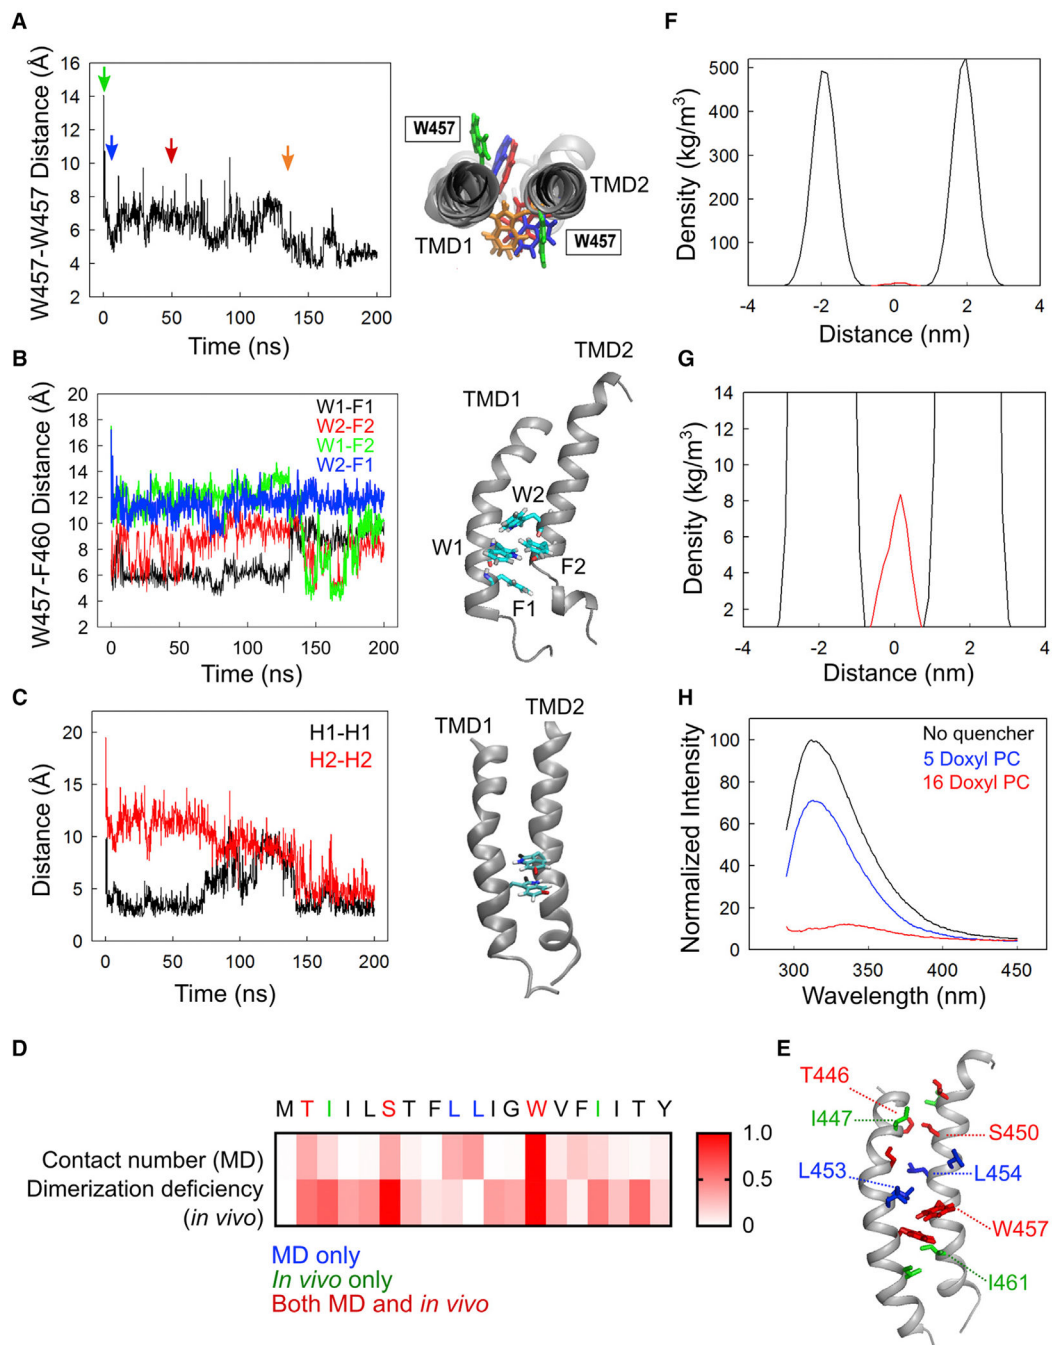 A
W457-W457 Distance (Å)
16
14
12
10
8
6
4
2
0
50
100
150
200
Time (ns)
W457
TMD2
TMD1
W457
B
W457-F460 Distance (Å)
20
18
16
14
12
10
8
6
4
2
W1-F1
W2-F2
W1-F2
W2-F1
0
50
100
150
200
Time (ns)
TMD2
TMD1
W2
W1
F2
F1
C
Distance (Å)
20
15
10
5
0
H1-H1
H2-H2
0
50
100
150
200
Time (ns)
TMD1
TMD2
D
M T I I L S T F L L I G W V F I I T Y
Contact number (MD)
Dimerization deficiency
(in vivo)
1.0
0.5
0
MD only
In vivo only
Both MD and in vivo
F
Density (kg/m³)
500
400
300
200
100
-4
-2
0
2
4
Distance (nm)
G
Density (kg/m³)
14
12
10
8
6
4
2
-4
-2
0
2
4
Distance (nm)
H
Normalized Intensity
100
80
60
40
20
0
No quencher
5 Doxyl PC
16 Doxyl PC
300
350
400
450
Wavelength (nm)
E
T446
I447
S450
L453
L454
W457
I461